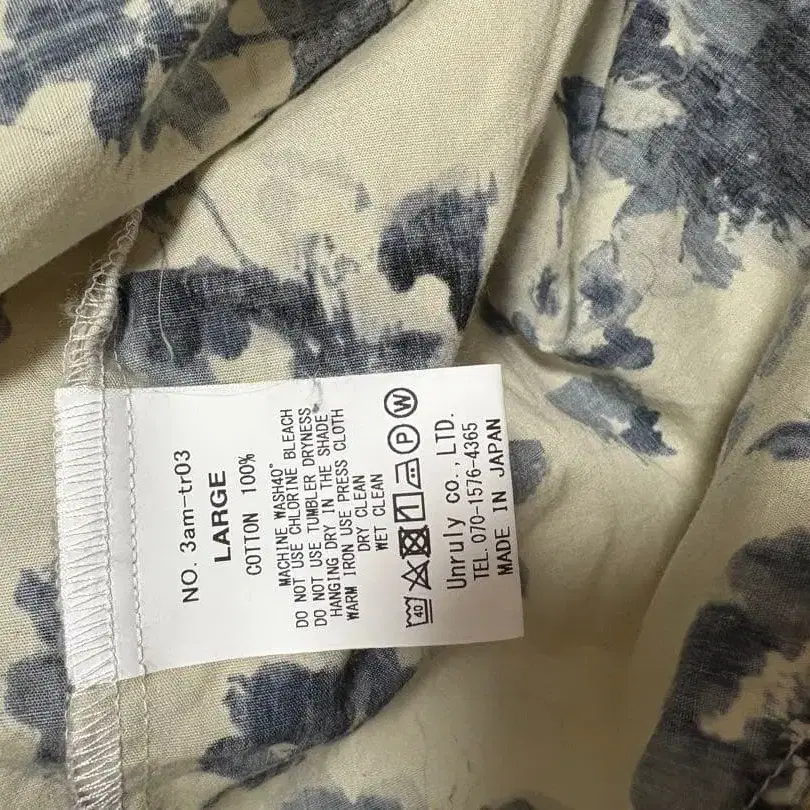 NO. 3am-tr03
LARGE
COTTON 100%
MACHINE WASH40°
DO NOT USE CHLORINE BLEACH
DO NOT USE TUMBLER DRYNESS
HANGING DRY IN THE SHADE
WARM IRON USE PRESS CLOTH
DRY CLEAN
WET CLEAN
40 P W
Unruly co.,LTD.
TEL. 070-1576-4365
MADE IN JAPAN